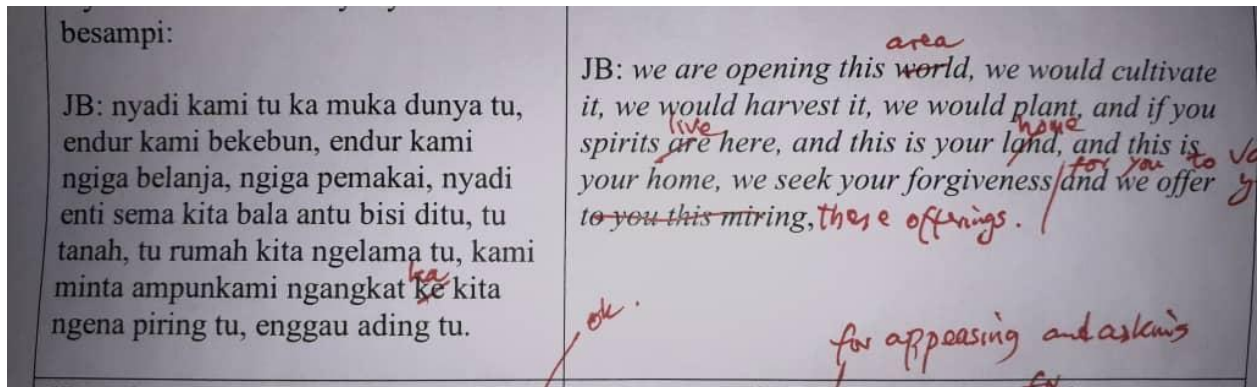 besampi:
JB: nyadi kami tu ka muka dunya tu,
endur kami bekebun, endur kami
ngiga belanja, ngiga pemakai, nyadi
enti sema kita bala antu bisi ditu, tu
tanah, tu rumah kita ngelama tu, kami
ka
minta ampunkami ngangkat ke kita
ngena piring tu, enggau ading tu.
ok.
area
JB: we are opening this world, we would cultivate
it, we would harvest it, we would plant, and if you
live home
spirits are here, and this is your land, and this is
for you to
your home, we seek your forgiveness and we offer
to you this miring, these offerings.
for appeasing and asking